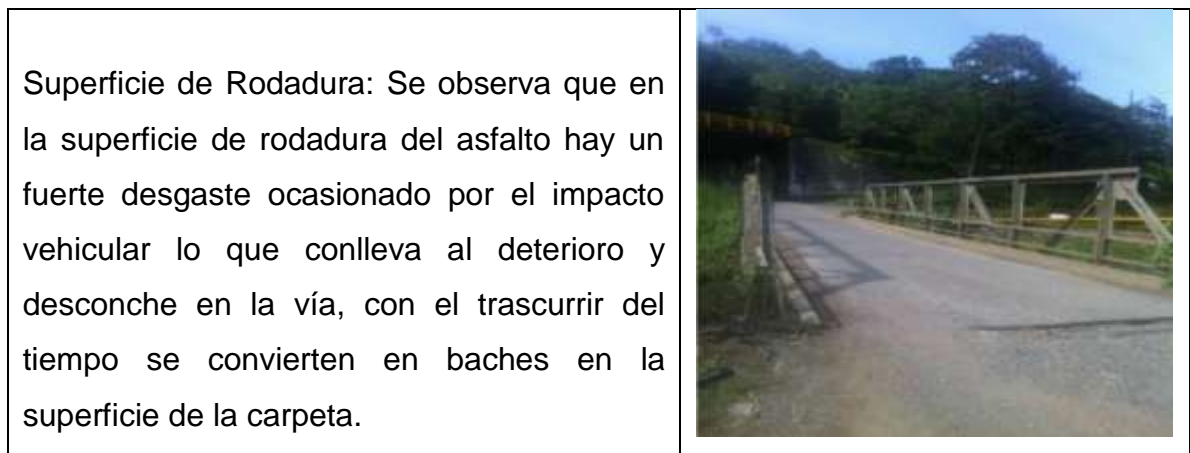 Superficie de Rodadura: Se observa que en
la superficie de rodadura del asfalto hay un
fuerte desgaste ocasionado por el impacto
vehicular lo que conlleva al deterioro y
desconche en la vía, con el trascurrir del
tiempo se convierten en baches en la
superficie de la carpeta.